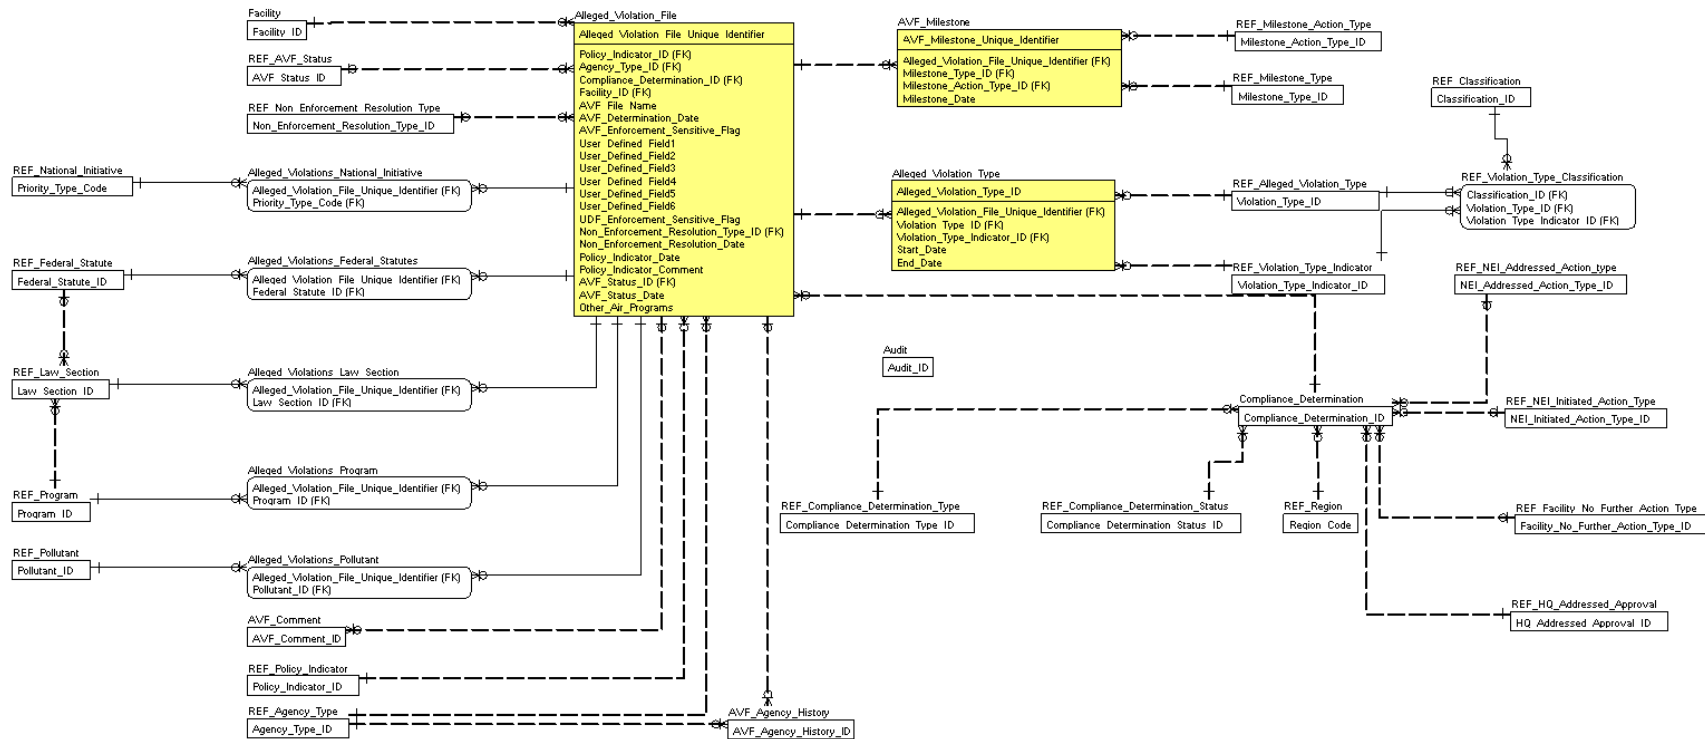 Facility
Facility_ID
REF_AVF_Status
AVF_Status_ID
REF_Non_Enforcement_Resolution_Type
Non_Enforcement_Resolution_Type_ID
REF_National_Initiative
Priority_Type_Code
Alleged_Violations_National_Initiative
Alleged_Violation_File_Unique_Identifier (FK)
Priority_Type_Code (FK)
REF_Federal_Statute
Federal_Statute_ID
Alleged_Violations_Federal_Statutes
Alleged_Violation_File_Unique_Identifier (FK)
Federal_Statute_ID (FK)
REF_Law_Section
Law_Section_ID
Alleged_Violations_Law_Section
Alleged_Violation_File_Unique_Identifier (FK)
Law_Section_ID (FK)
REF_Program
Program_ID
Alleged_Violations_Program
Alleged_Violation_File_Unique_Identifier (FK)
Program_ID (FK)
REF_Pollutant
Pollutant_ID
Alleged_Violations_Pollutant
Alleged_Violation_File_Unique_Identifier (FK)
Pollutant_ID (FK)
AVF_Comment
AVF_Comment_ID
REF_Policy_Indicator
Policy_Indicator_ID
REF_Agency_Type
Agency_Type_ID
Alleged_Violation_File
Alleged_Violation_File_Unique_Identifier
Policy_Indicator_ID (FK)
Agency_Type_ID (FK)
Compliance_Determination_ID (FK)
Facility_ID (FK)
AVF_File_Name
AVF_Determination_Date
AVF_Enforcement_Sensitive_Flag
User_Defined_Field1
User_Defined_Field2
User_Defined_Field3
User_Defined_Field4
User_Defined_Field5
User_Defined_Field6
UDF_Enforcement_Sensitive_Flag
Non_Enforcement_Resolution_Type_ID (FK)
Non_Enforcement_Resolution_Date
Policy_Indicator_Date
Policy_Indicator_Comment
AVF_Status_ID (FK)
AVF_Status_Date
Other_Air_Programs
AVF_Agency_History
AVF_Agency_History_ID
AVF_Milestone
AVF_Milestone_Unique_Identifier
Alleged_Violation_File_Unique_Identifier (FK)
Milestone_Type_ID (FK)
Milestone_Action_Type_ID (FK)
Milestone_Date
REF_Milestone_Action_Type
Milestone_Action_Type_ID
REF_Milestone_Type
Milestone_Type_ID
REF_Classification
Classification_ID
Alleged_Violation_Type
Alleged_Violation_Type_ID
Alleged_Violation_File_Unique_Identifier (FK)
Violation_Type_ID (FK)
Violation_Type_Indicator_ID (FK)
Start_Date
End_Date
REF_Alleged_Violation_Type
Violation_Type_ID
REF_Violation_Type_Classification
Classification_ID (FK)
Violation_Type_ID (FK)
Violation_Type_Indicator_ID (FK)
REF_Violation_Type_Indicator
Violation_Type_Indicator_ID
REF_NEI_Addressed_Action_type
NEI_Addressed_Action_Type_ID
Audit
Audit_ID
Compliance_Determination
Compliance_Determination_ID
REF_NEI_Initiated_Action_Type
NEI_Initiated_Action_Type_ID
REF_Compliance_Determination_Type
Compliance_Determination_Type_ID
REF_Compliance_Determination_Status
Compliance_Determination_Status_ID
REF_Region
Region_Code
REF_Facility_No_Further_Action_Type
Facility_No_Further_Action_Type_ID
REF_HQ_Addressed_Approval
HQ_Addressed_Approval_ID